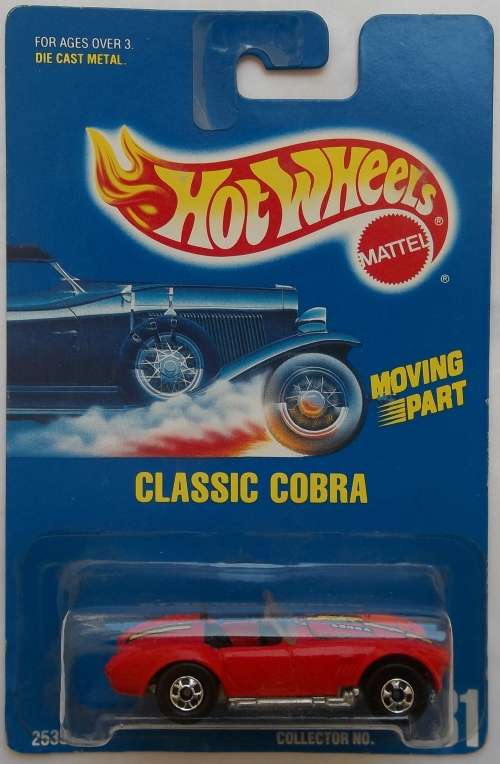 FOR AGES OVER 3.
DIE CAST METAL.
HOT WHEELS®
MATTEL
®
MOVING
PART
CLASSIC COBRA
COBRA
COLLECTOR NO.